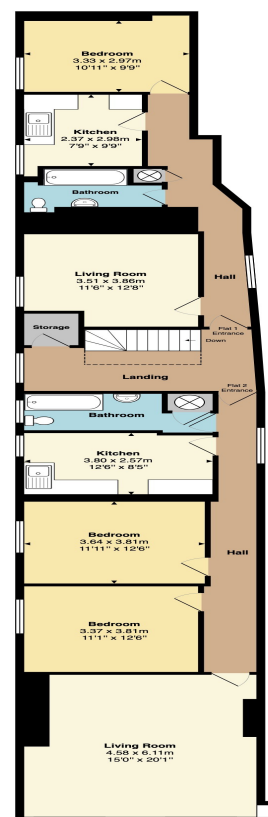 Bedroom
3.33 x 2.97m
10'11" x 9'9"
Kitchen
2.37 x 2.98m
7'9" x 9'9"
Bathroom
Living Room
3.51 x 3.86m
11'6" x 12'8"
Hall
Storage
Flat 1
Entrance
Down
Landing
Flat 2
Entrance
Bathroom
Kitchen
3.80 x 2.57m
12'6" x 8'5"
Bedroom
3.64 x 3.81m
11'11" x 12'6"
Hall
Bedroom
3.37 x 3.81m
11'1" x 12'6"
Living Room
4.58 x 6.11m
15'0" x 20'1"